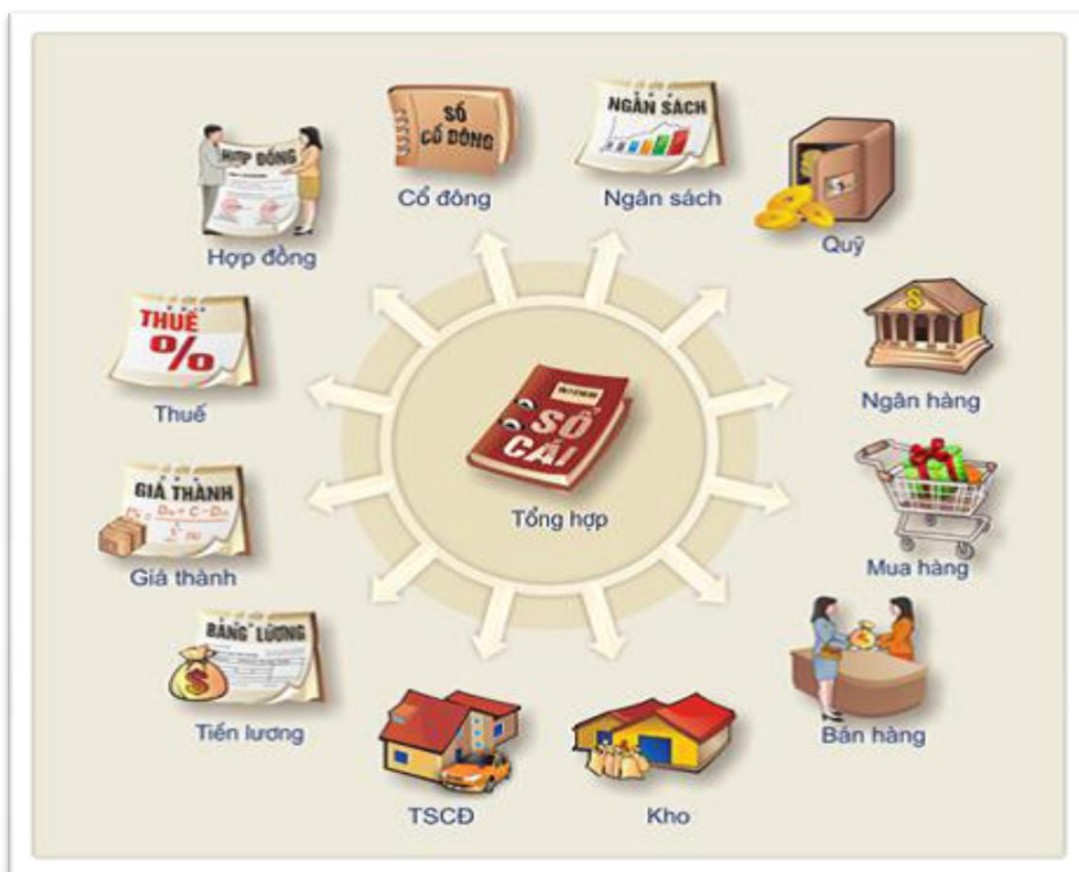 SỔ
CỔ ĐÔNG
Cổ đông
NGÂN SÁCH
Ngân sách
Quỹ
HỢP ĐỒNG
Hợp đồng
THUẾ
%
Thuế
Ngân hàng
SỔ
CÁI
Tổng hợp
GIÁ THÀNH
Giá thành
Mua hàng
BẢNG LƯƠNG
Tiền lương
Bán hàng
TSCĐ
Kho